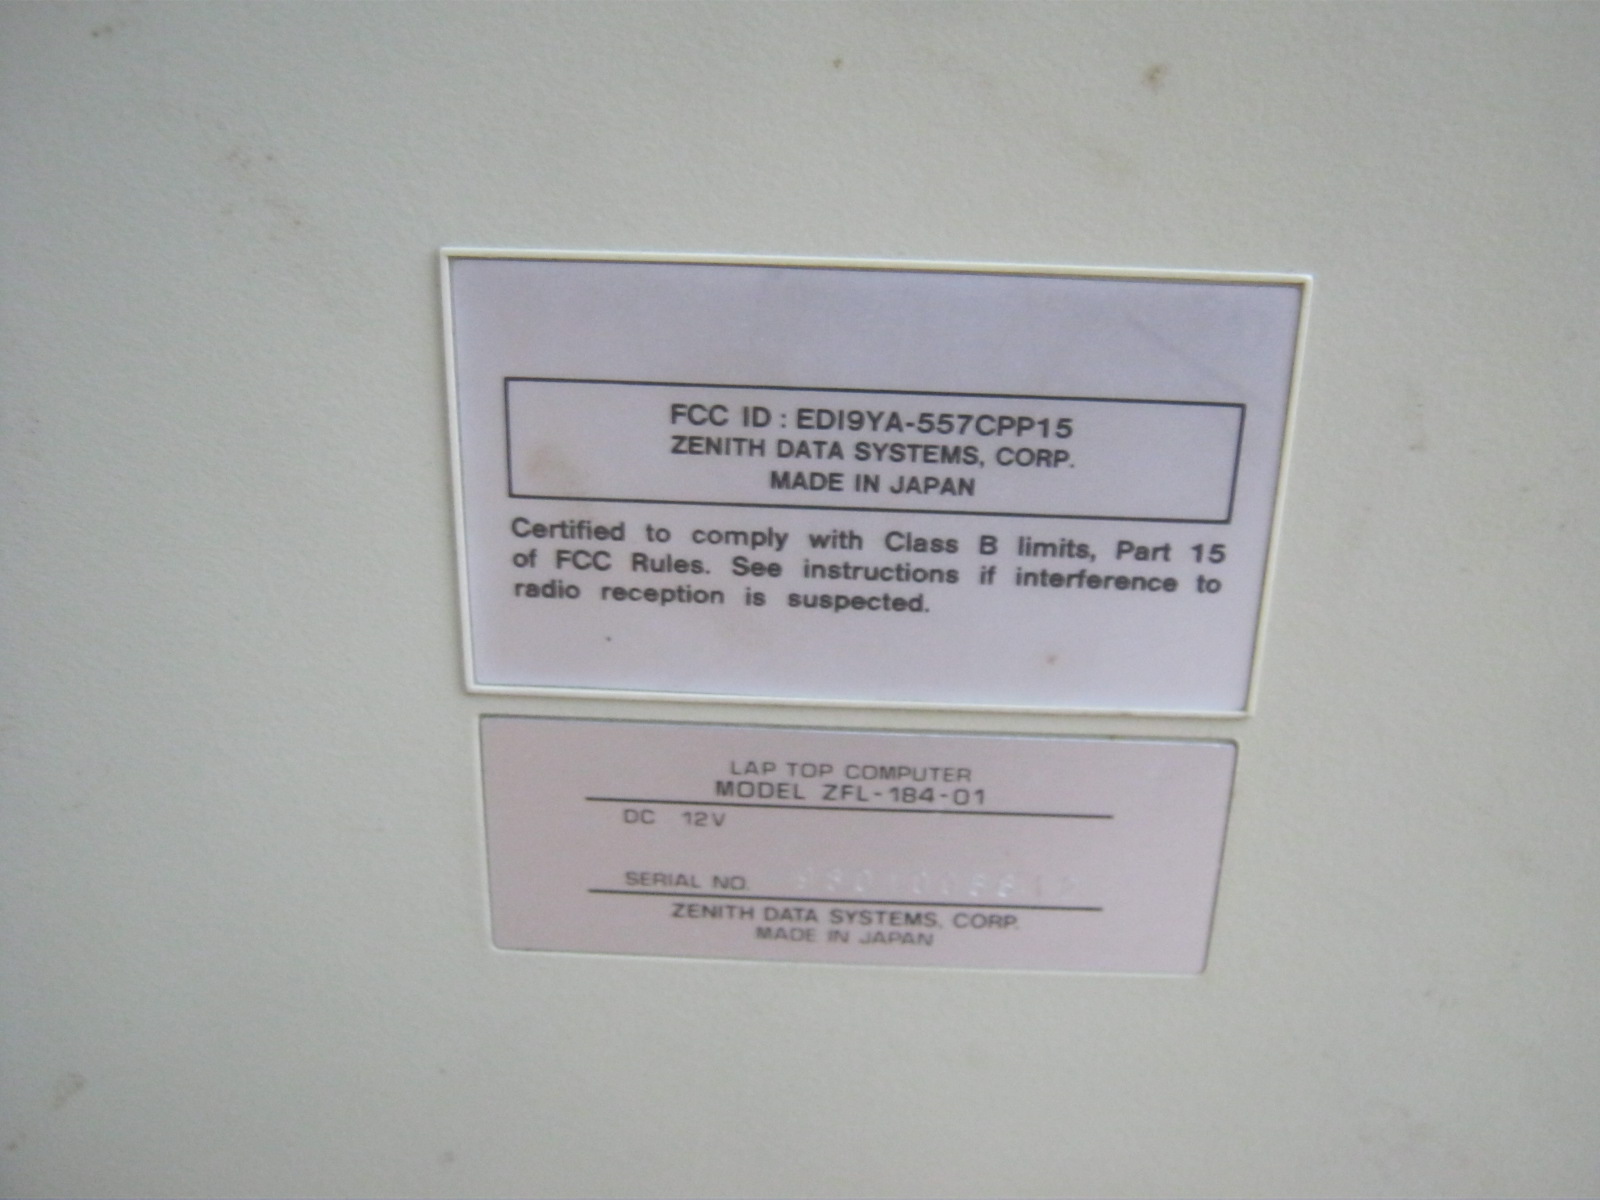 FCC ID : EDI9YA-557CPP15
ZENITH DATA SYSTEMS, CORP.
MADE IN JAPAN
Certified to comply with Class B limits, Part 15
of FCC Rules. See instructions if interference to
radio reception is suspected.
LAP TOP COMPUTER
MODEL ZFL-184-01
DC 12V
SERIAL NO.
ZENITH DATA SYSTEMS, CORP.
MADE IN JAPAN